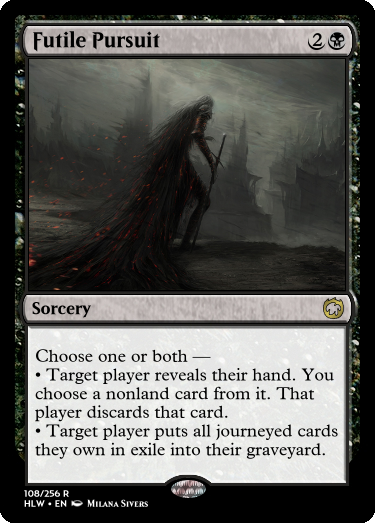 Futile Pursuit 2
Sorcery
Choose one or both —
• Target player reveals their hand. You
choose a nonland card from it. That
player discards that card.
• Target player puts all journeyed cards
they own in exile into their graveyard.
108/256 R
HLW • EN Milana Sivers